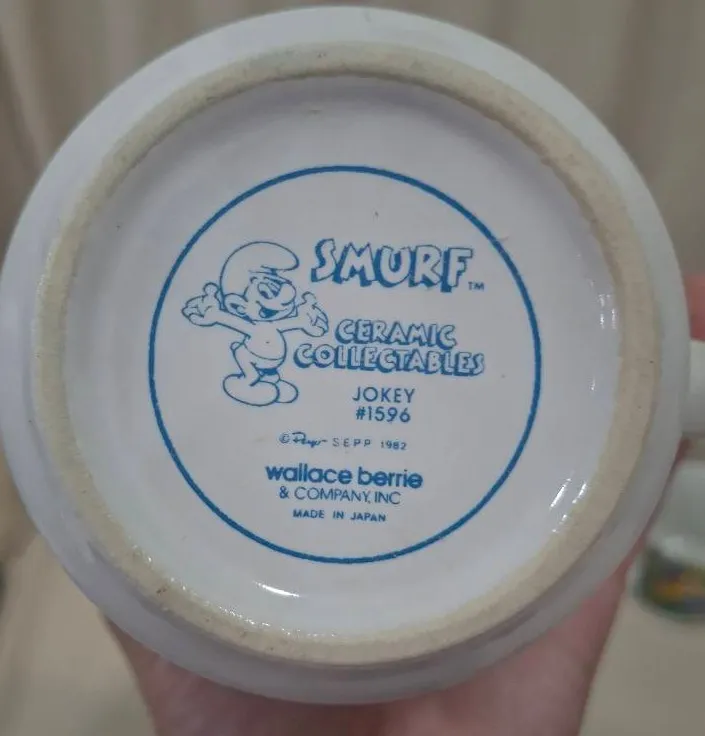 SMURF™
CERAMIC
COLLECTABLES
JOKEY
#1596
© Peyo SEPP 1982
wallace berrie
& COMPANY, INC
MADE IN JAPAN